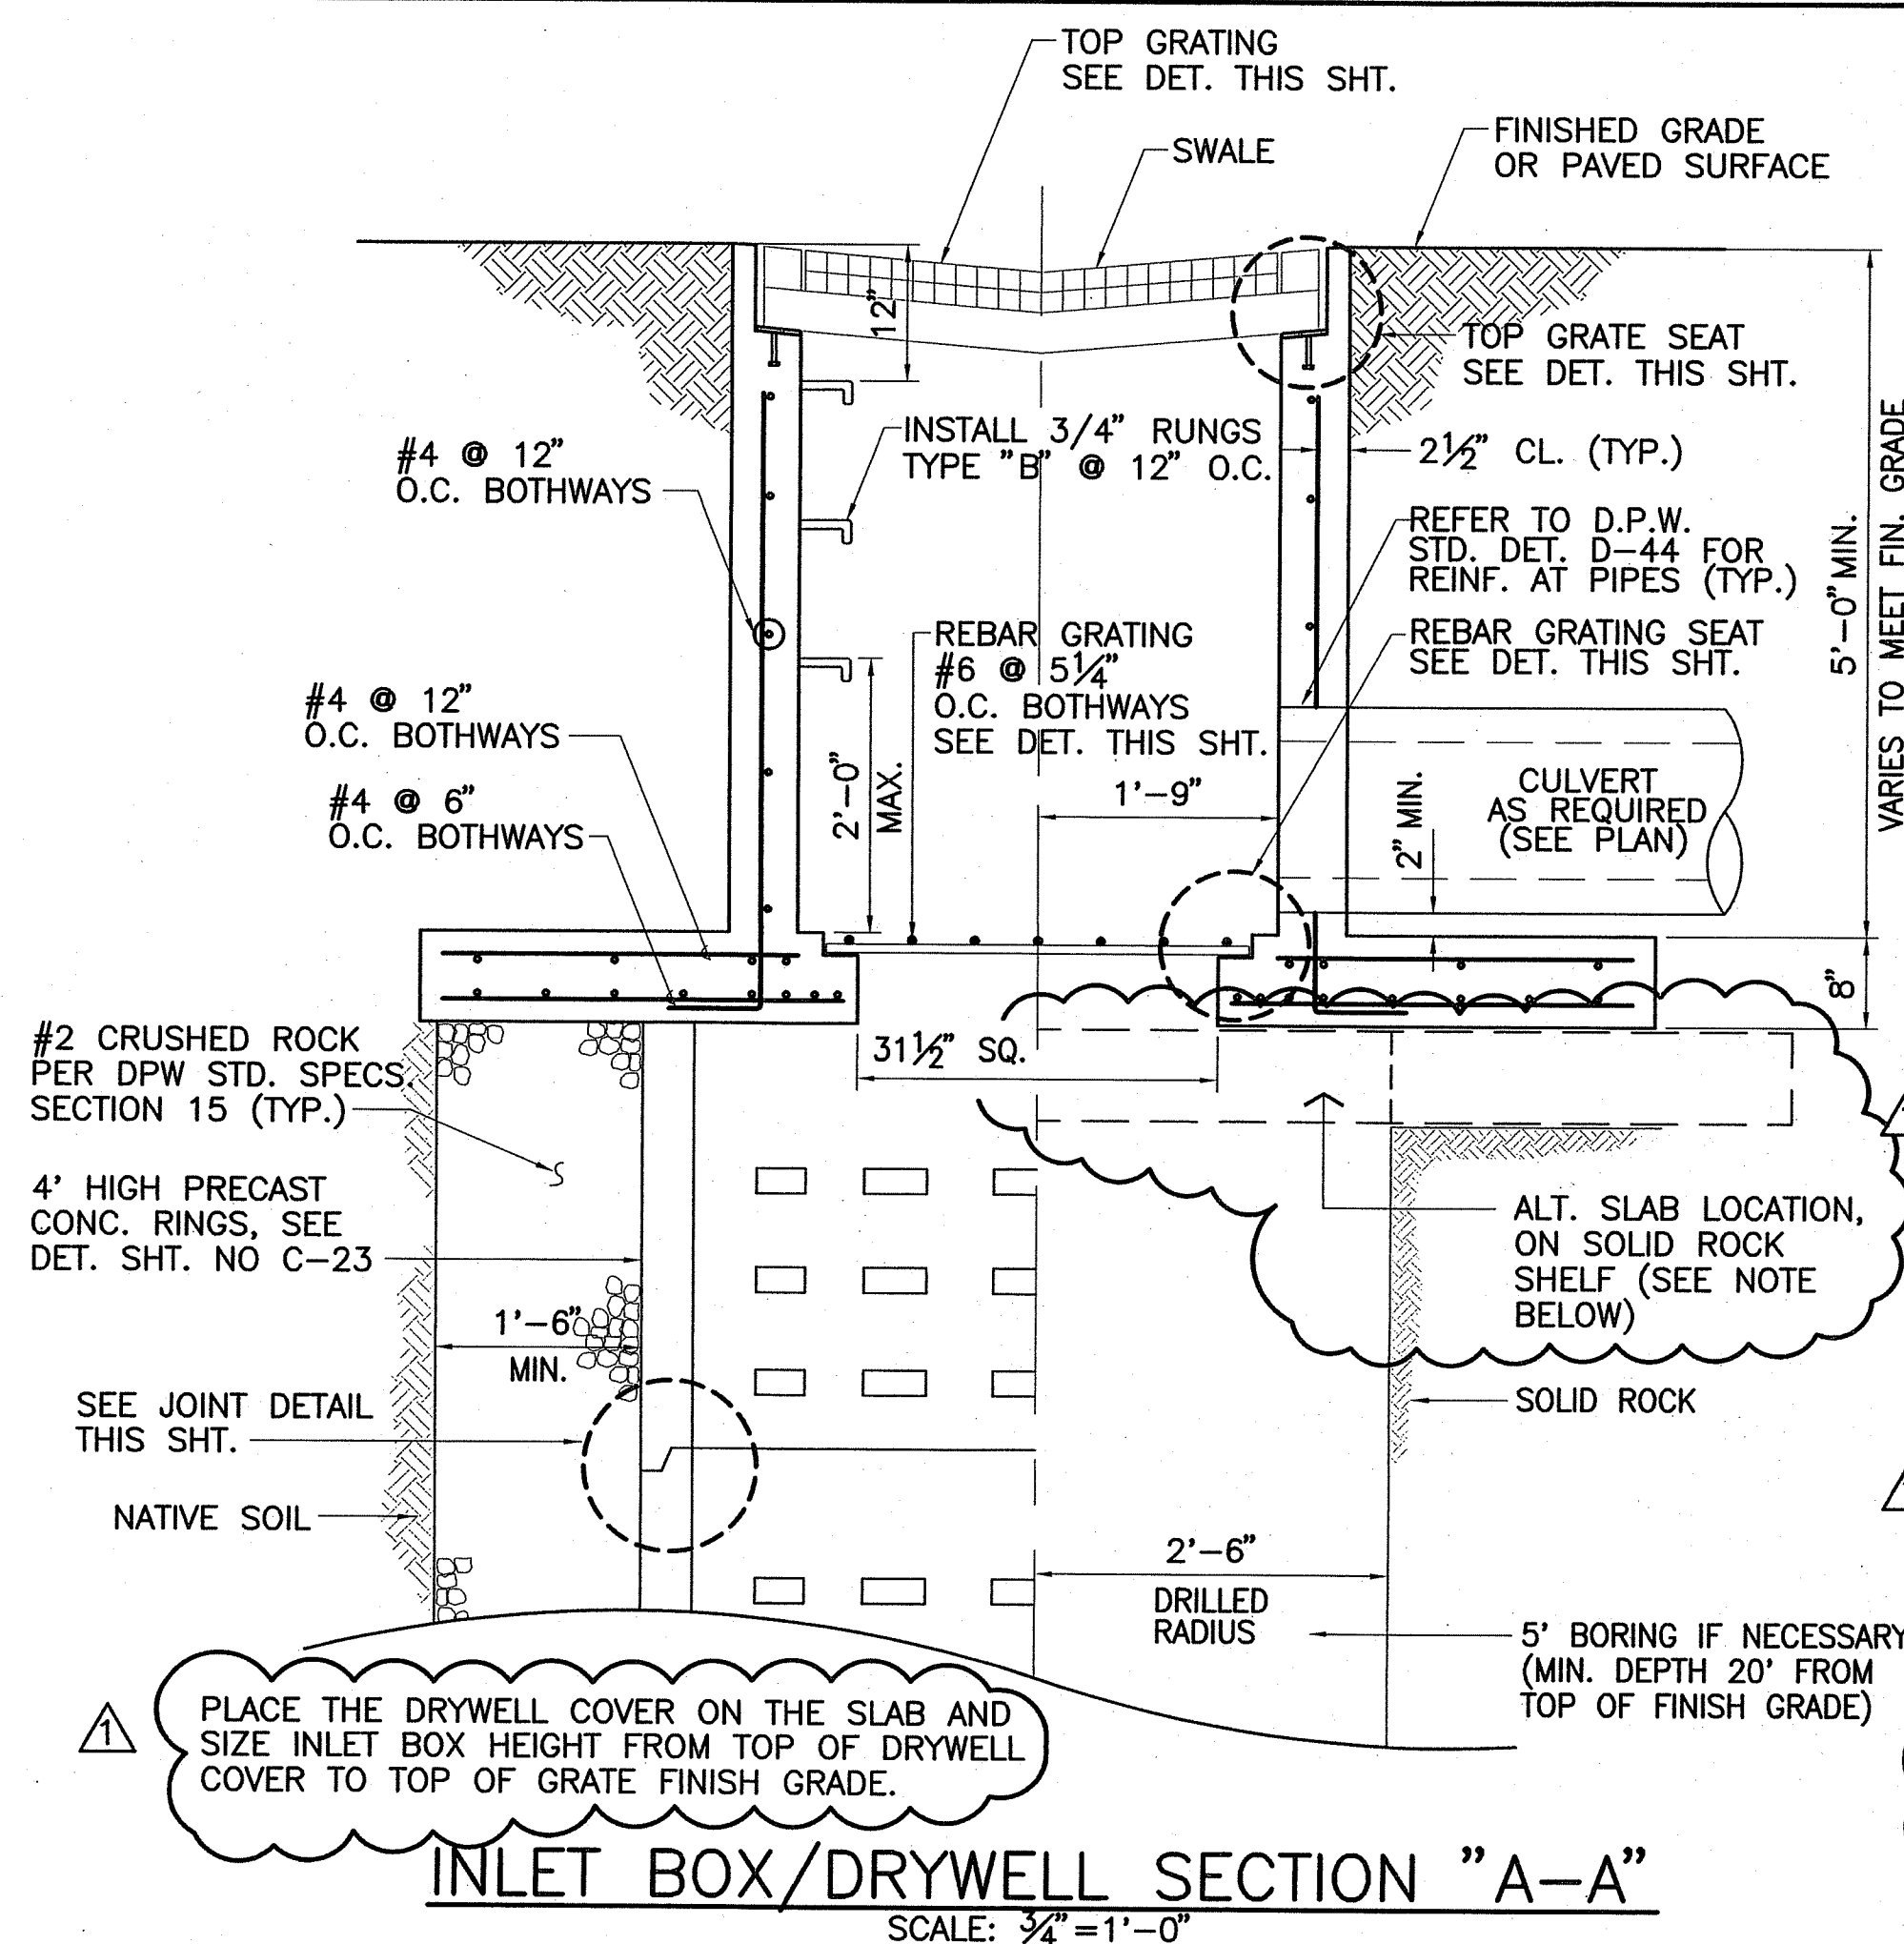 TOP GRATING
SEE DET. THIS SHT.
SWALE
FINISHED GRADE
OR PAVED SURFACE
12"
TOP GRATE SEAT
SEE DET. THIS SHT.
#4 @ 12"
O.C. BOTHWAYS
INSTALL 3/4" RUNGS
TYPE "B" @ 12" O.C.
2½" CL. (TYP.)
REFER TO D.P.W.
STD. DET. D-44 FOR
REINF. AT PIPES (TYP.)
5'-0" MIN.
VARIES TO MEET FIN. GRADE
REBAR GRATING
#6 @ 5¼"
O.C. BOTHWAYS
SEE DET. THIS SHT.
REBAR GRATING SEAT
SEE DET. THIS SHT.
#4 @ 12"
O.C. BOTHWAYS
#4 @ 6"
O.C. BOTHWAYS
2'-0"
MAX.
1'-9"
2" MIN.
CULVERT
AS REQUIRED
(SEE PLAN)
8"
#2 CRUSHED ROCK
PER DPW STD. SPECS.
SECTION 15 (TYP.)
31½" SQ.
4' HIGH PRECAST
CONC. RINGS, SEE
DET. SHT. NO C-23
ALT. SLAB LOCATION,
ON SOLID ROCK
SHELF (SEE NOTE
BELOW)
1'-6"
MIN.
SEE JOINT DETAIL
THIS SHT.
SOLID ROCK
NATIVE SOIL
2'-6"
DRILLED
RADIUS
5' BORING IF NECESSARY
(MIN. DEPTH 20' FROM
TOP OF FINISH GRADE)
1
PLACE THE DRYWELL COVER ON THE SLAB AND
SIZE INLET BOX HEIGHT FROM TOP OF DRYWELL
COVER TO TOP OF GRATE FINISH GRADE.
INLET BOX/DRYWELL SECTION "A-A"
SCALE: ¾"=1'-0"